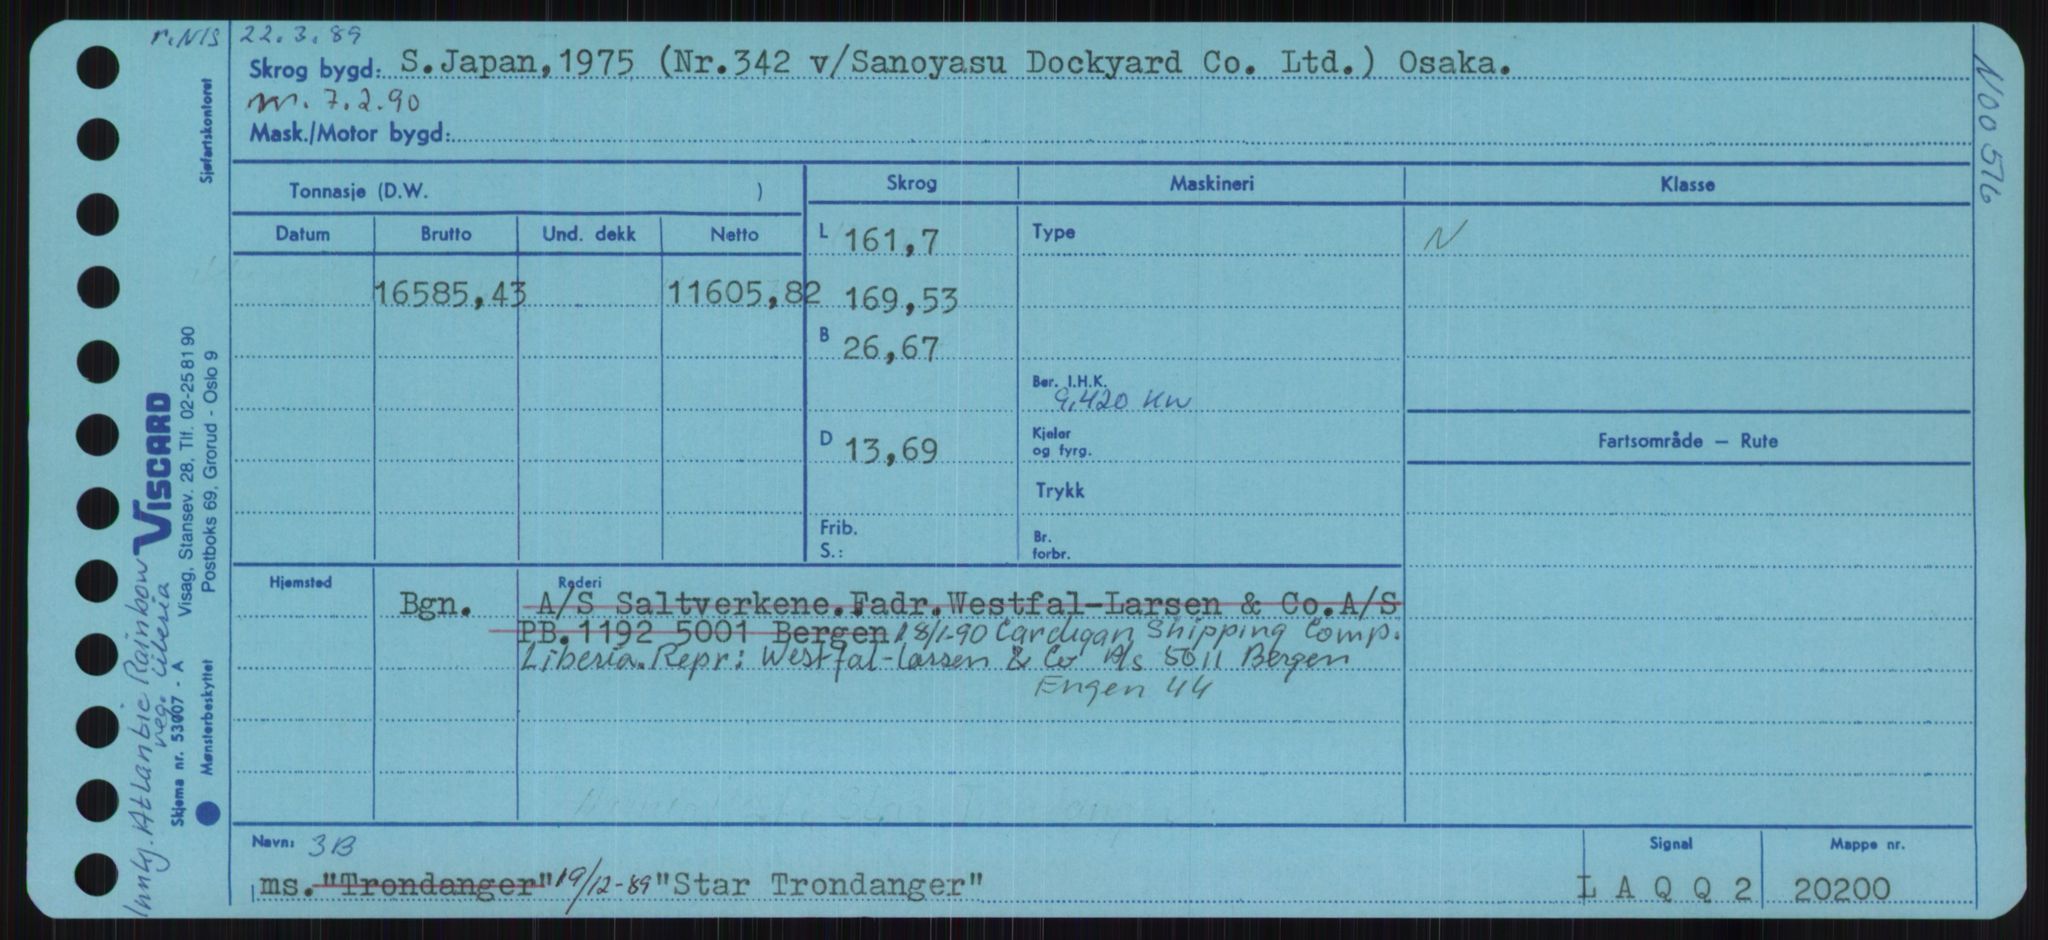 r. NIS 22.3.89
Skrog bygd: S.Japan,1975 (Nr.342 v/Sanoyasu Dockyard Co. Ltd.) Osaka.
m. 7.2.90
Mask./Motor bygd:
Tonnasje (D.W. )
Skrog Maskineri Klasse
Datum Brutto Und. dekk Netto
L 161,7 Type N
16585,43 11605,82 169,53
B 26,67
Ber. I.H.K.
9.420 KW
D 13,69 Kjeler og fyrg.
Fartsområde — Rute
Trykk
Frib.
S.:
Br. forbr.
Hjemsted Rederi
Bgn. A/S Saltverkene.Fadr.Westfal-Larsen & Co.A/S
PB.1192 5001 Bergen 18/1-90 Cardigan Shipping Comp.
Liberia.Repr: Westfal-Larsen & Co A/s 5011 Bergen
Engen 44
Navn: 3B
ms."Trondanger" 19/12-89 "Star Trondanger"
Signal
L A Q Q 2
Mappe nr.
20200
N00576
Sjøfartskontoret
VISCARD
Visag, Stansev. 28, Tlf. 02-25 81 90
Postboks 69, Grorud - Oslo 9
Skjema nr. 53007 - A
Mønsterbeskyttet
Atlantic Rainbow
reg. Liberia